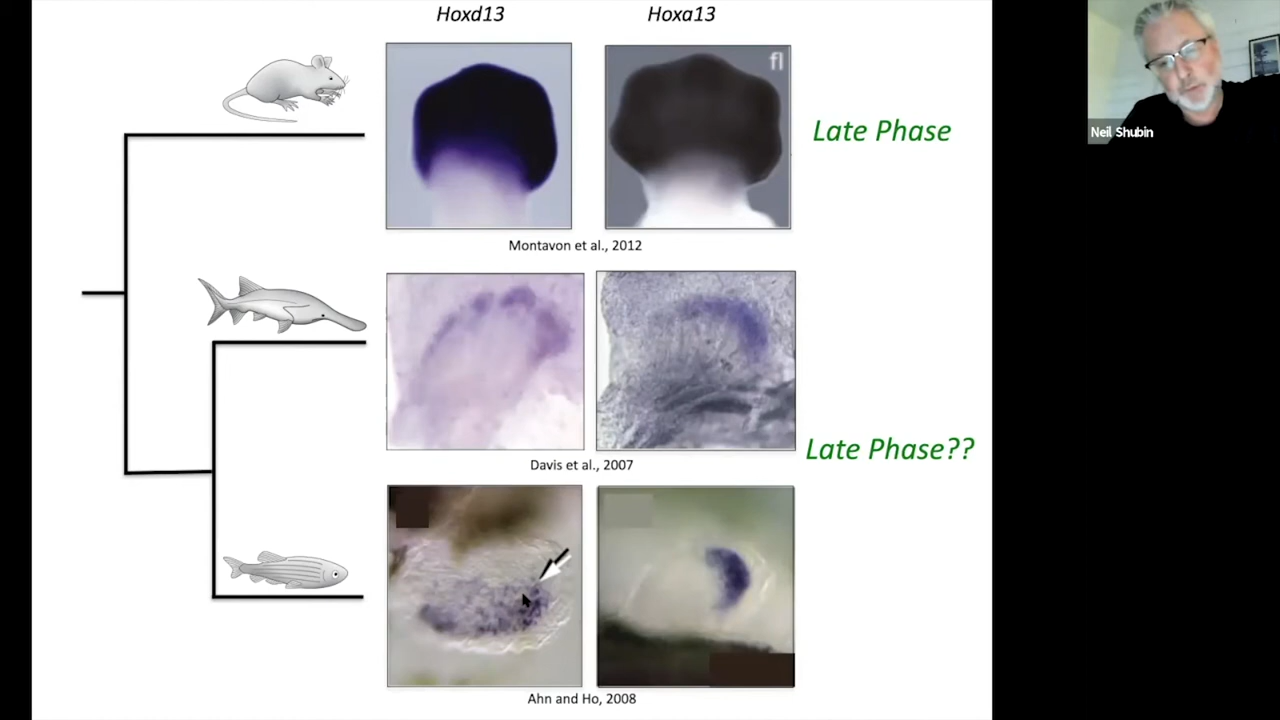 Hoxd13 Hoxa13
fl
Late Phase
Neil Shubin
Montavon et al., 2012
Late Phase??
Davis et al., 2007
Ahn and Ho, 2008